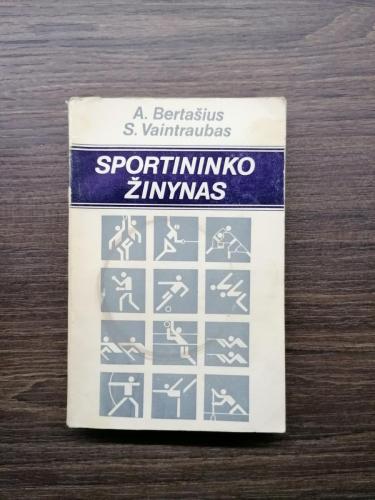 A. Bertašius
S. Vaintraubas
SPORTININKO
ŽINYNAS